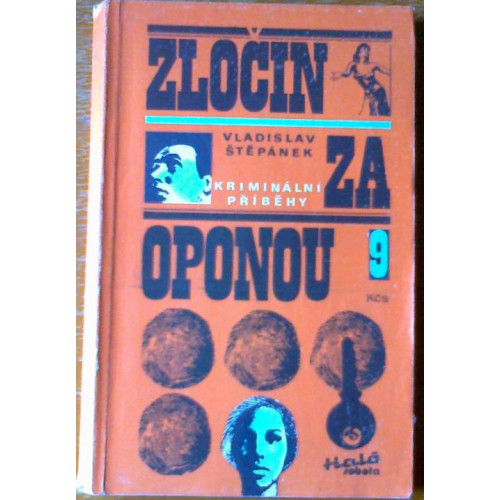 ZLOČIN
VLADISLAV
ŠTĚPÁNEK
ZA
KRIMINÁLNÍ
PŘÍBĚHY
OPONOU
9
Kčs
Haló
sobota